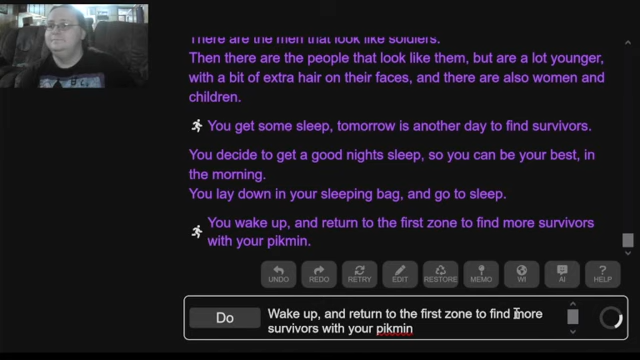 There are the men that look like soldiers.
Then there are the people that look like them, but are a lot younger,
with a bit of extra hair on their faces, and there are also women and
children.
You get some sleep, tomorrow is another day to find survivors.
You decide to get a good nights sleep, so you can be your best, in
the morning.
You lay down in your sleeping bag, and go to sleep.
You wake up, and return to the first zone to find more survivors
with your pikmin.
UNDO REDO RETRY EDIT RESTORE MEMO WI AI HELP
Do
Wake up, and return to the first zone to find more
survivors with your pikmin